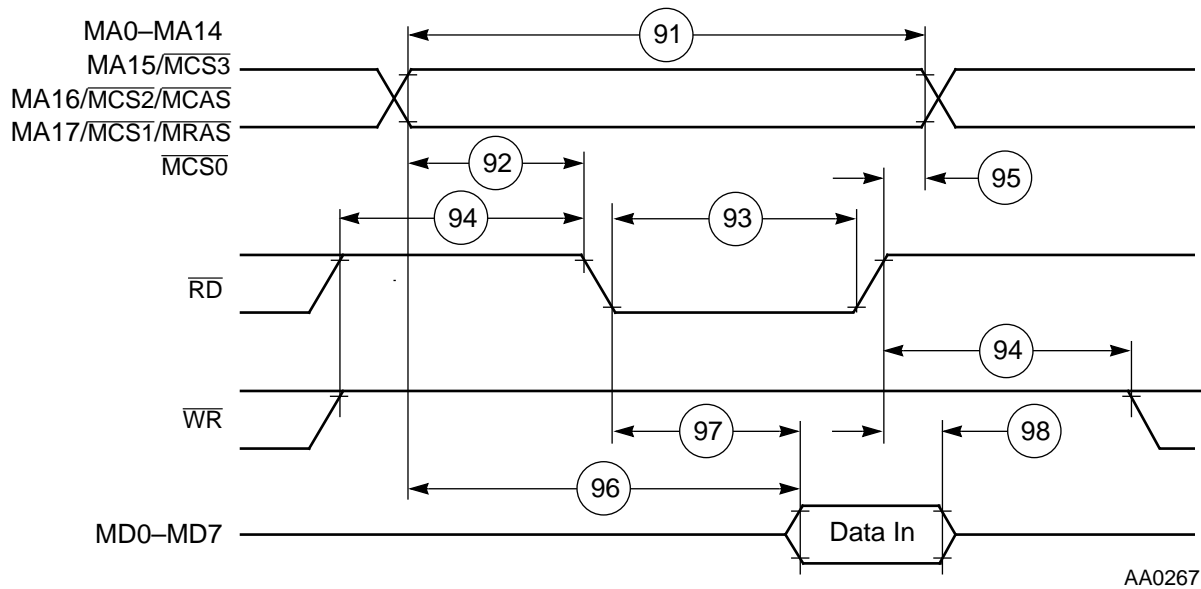 MA0–MA14
91
MA15/MCS3
MA16/MCS2/MCAS
MA17/MCS1/MRAS
MCS0
92
95
94
93
RD
94
WR
97
98
96
MD0–MD7
Data In
AA0267